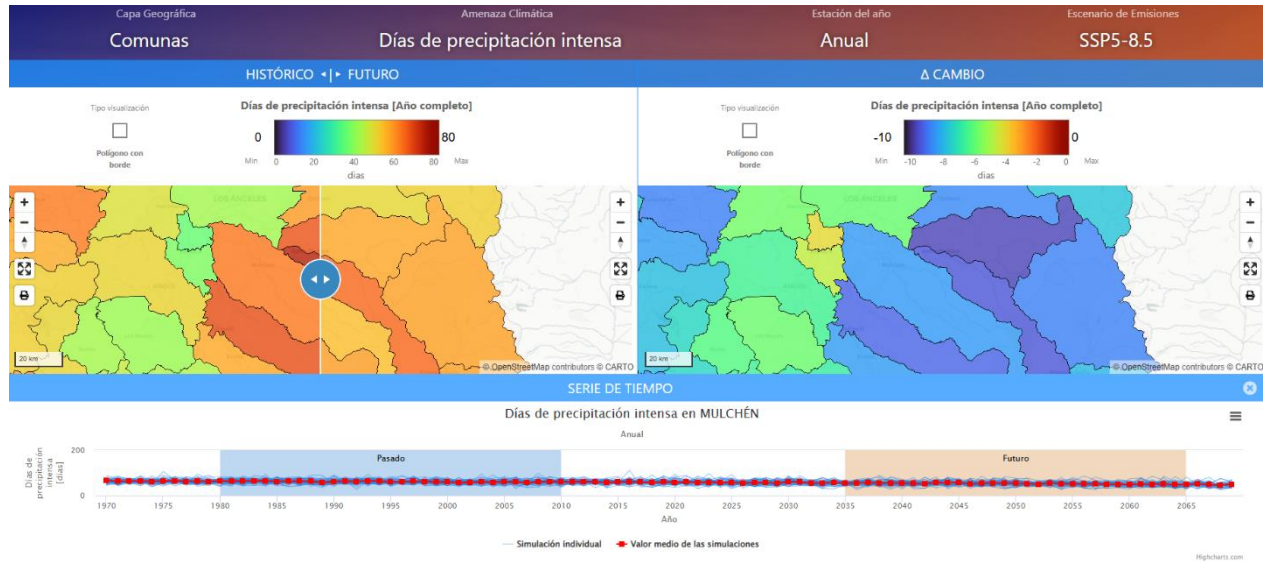 Capa Geográfica
Comunas
Amenaza Climática
Días de precipitación intensa
Estación del año
Anual
Escenario de Emisiones
SSP5-8.5
HISTÓRICO ◂|▸ FUTURO
Δ CAMBIO
Tipo visualización
Polígono con
borde
Días de precipitación intensa [Año completo]
0 80
Min 0 20 40 60 80 Max
dias
Tipo visualización
Polígono con
borde
Días de precipitación intensa [Año completo]
-10 0
Min -10 -8 -6 -4 -2 0 Max
dias
LOS ÁNGELES
20 km
© OpenStreetMap contributors © CARTO
LOS ÁNGELES
20 km
© OpenStreetMap contributors © CARTO
SERIE DE TIEMPO
Días de precipitación intensa en MULCHÉN
Anual
Días de
precipitación
intensa
[días]
200
0
Pasado
Futuro
1970 1975 1980 1985 1990 1995 2000 2005 2010 2015 2020 2025 2030 2035 2040 2045 2050 2055 2060 2065
Año
Simulación individual Valor medio de las simulaciones
Highcharts.com